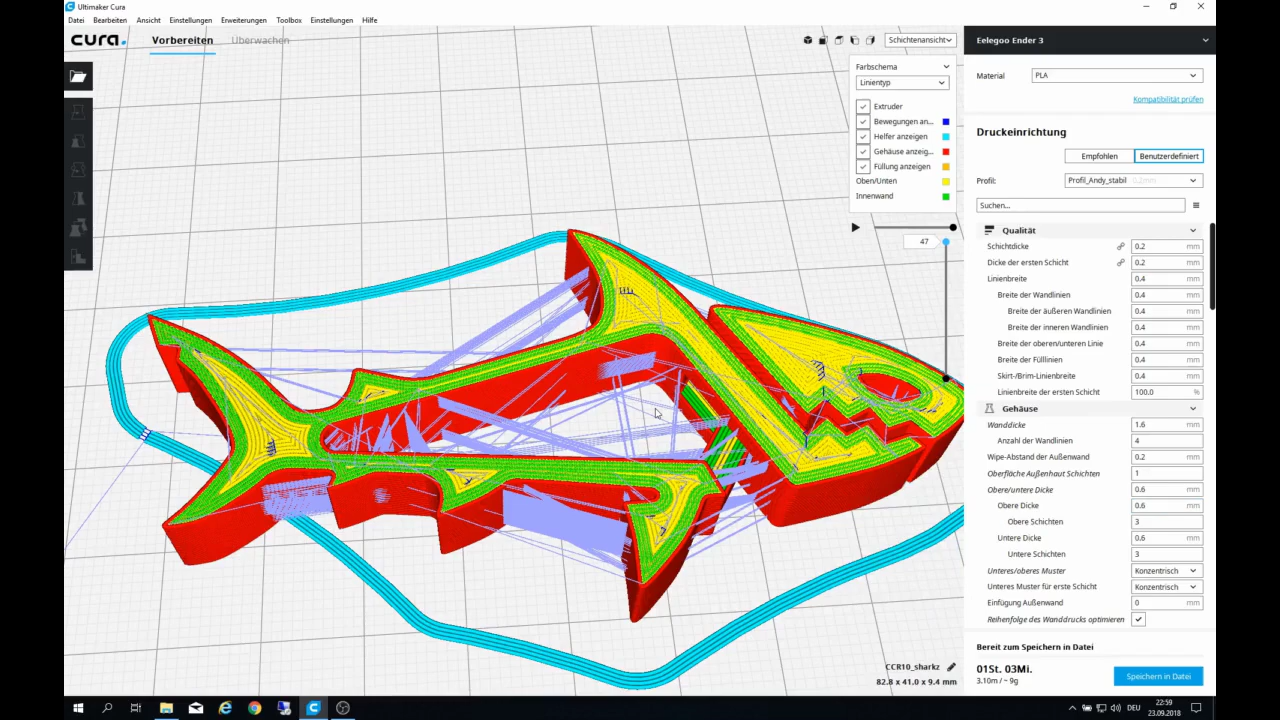 Ultimaker Cura
Datei Bearbeiten Ansicht Einstellungen Erweiterungen Toolbox Einstellungen Hilfe
cura.
Vorbereiten
Überwachen
Schichtenansicht
Farbschema
Linientyp
Extruder
Bewegungen an...
Helfer anzeigen
Gehäuse anzeig...
Füllung anzeigen
Oben/Unten
Innenwand
47
CCR10_sharkz
82.8 x 41.0 x 9.4 mm
Eelegoo Ender 3
Material PLA
Kompatibilität prüfen
Druckeinrichtung
Empfohlen Benutzerdefiniert
Profil: Profil_Andy_stabil 0.2mm
Suchen...
Qualität
Schichtdicke 0.2 mm
Dicke der ersten Schicht 0.2 mm
Linienbreite 0.4 mm
Breite der Wandlinien 0.4 mm
Breite der äußeren Wandlinien 0.4 mm
Breite der inneren Wandlinien 0.4 mm
Breite der oberen/unteren Linie 0.4 mm
Breite der Fülllinien 0.4 mm
Skirt-/Brim-Linienbreite 0.4 mm
Linienbreite der ersten Schicht 100.0 %
Gehäuse
Wanddicke 1.6 mm
Anzahl der Wandlinien 4
Wipe-Abstand der Außenwand 0.2 mm
Oberfläche Außenhaut Schichten 1
Obere/untere Dicke 0.6 mm
Obere Dicke 0.6 mm
Obere Schichten 3
Untere Dicke 0.6 mm
Untere Schichten 3
Unteres/oberes Muster Konzentrisch
Unteres Muster für erste Schicht Konzentrisch
Einfügung Außenwand 0 mm
Reihenfolge des Wanddrucks optimieren
Bereit zum Speichern in Datei
01St. 03Mi.
3.10m / ~ 9g
Speichern in Datei
DEU
22:59
23.09.2018